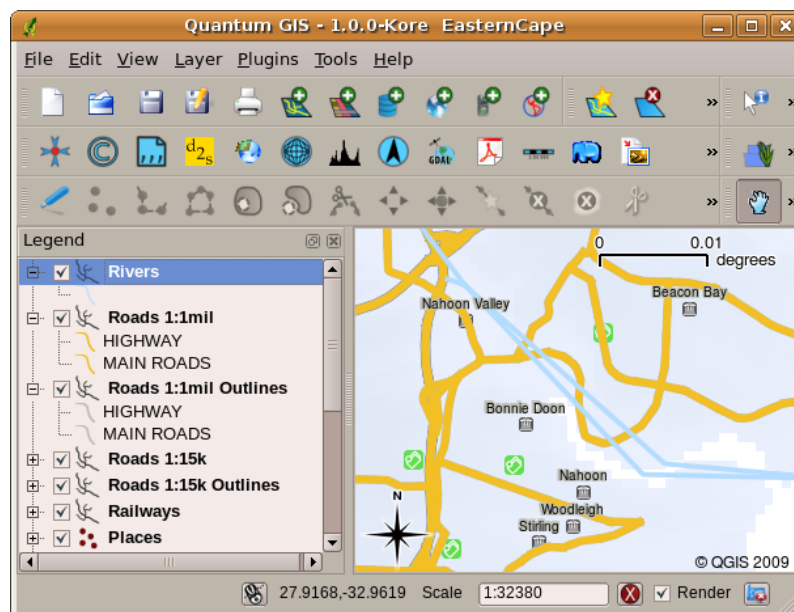 Quantum GIS - 1.0.0-Kore EasternCape
File Edit View Layer Plugins Tools Help
d2s
GDAL
Legend
Rivers
Roads 1:1mil
HIGHWAY
MAIN ROADS
Roads 1:1mil Outlines
HIGHWAY
MAIN ROADS
Roads 1:15k
Roads 1:15k Outlines
Railways
Places
0 0.01
degrees
Beacon Bay
Nahoon Valley
Bonnie Doon
Nahoon
Woodleigh
Stirling
N
© QGIS 2009
27.9168,-32.9619 Scale 1:32380 Render